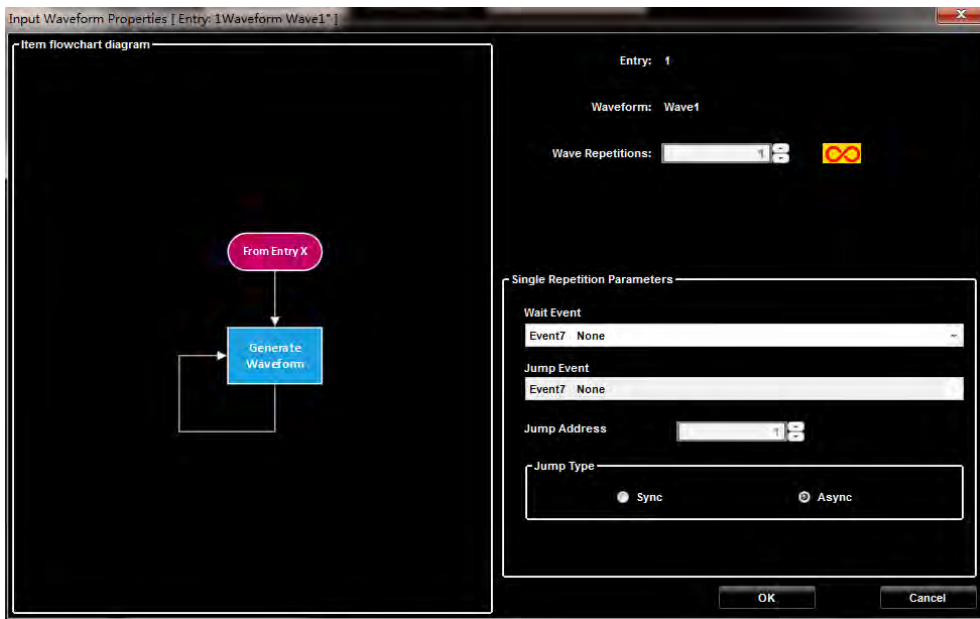 Input Waveform Properties [ Entry: 1Waveform Wave1* ]
Item flowchart diagram
From Entry X
Generate
Waveform
Entry: 1
Waveform: Wave1
Wave Repetitions: 1
Single Repetition Parameters
Wait Event
Event7 None
Jump Event
Event7 None
Jump Address 1
Jump Type
Sync Async
OK Cancel